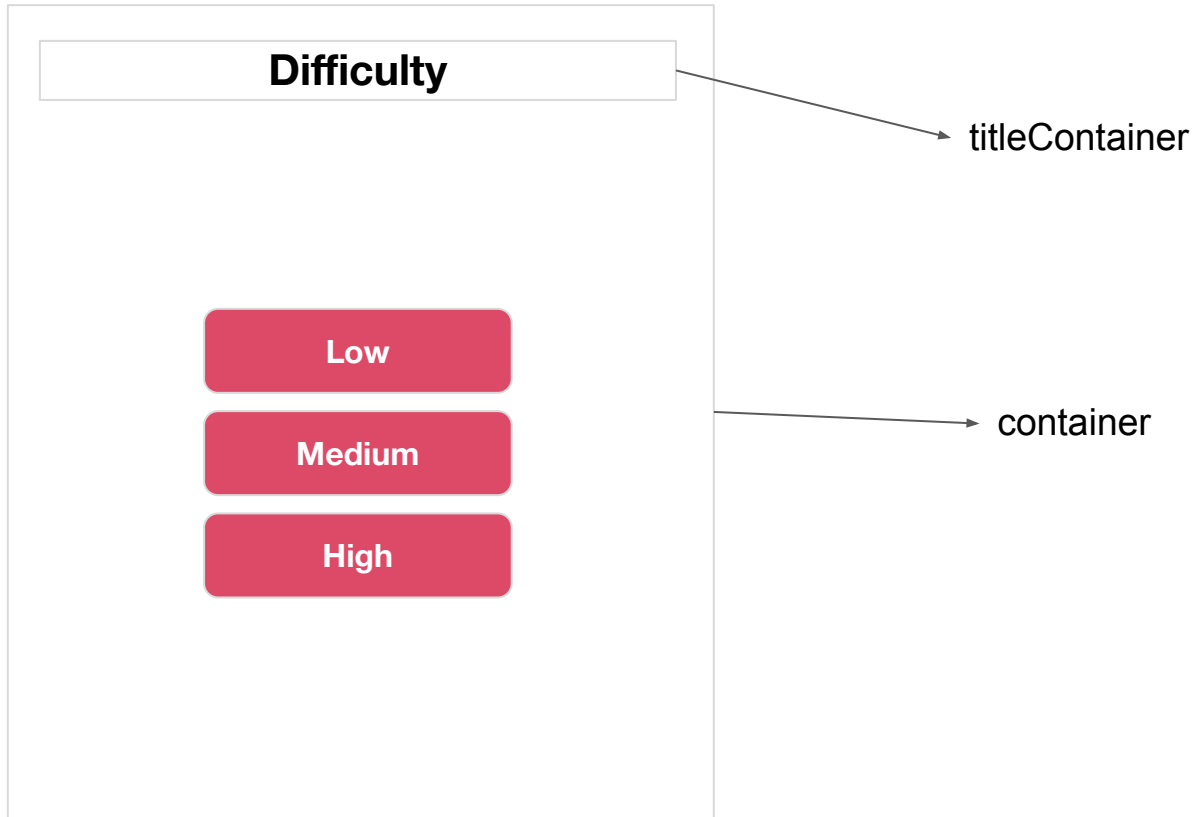 Difficulty
titleContainer
Low
Medium
High
container